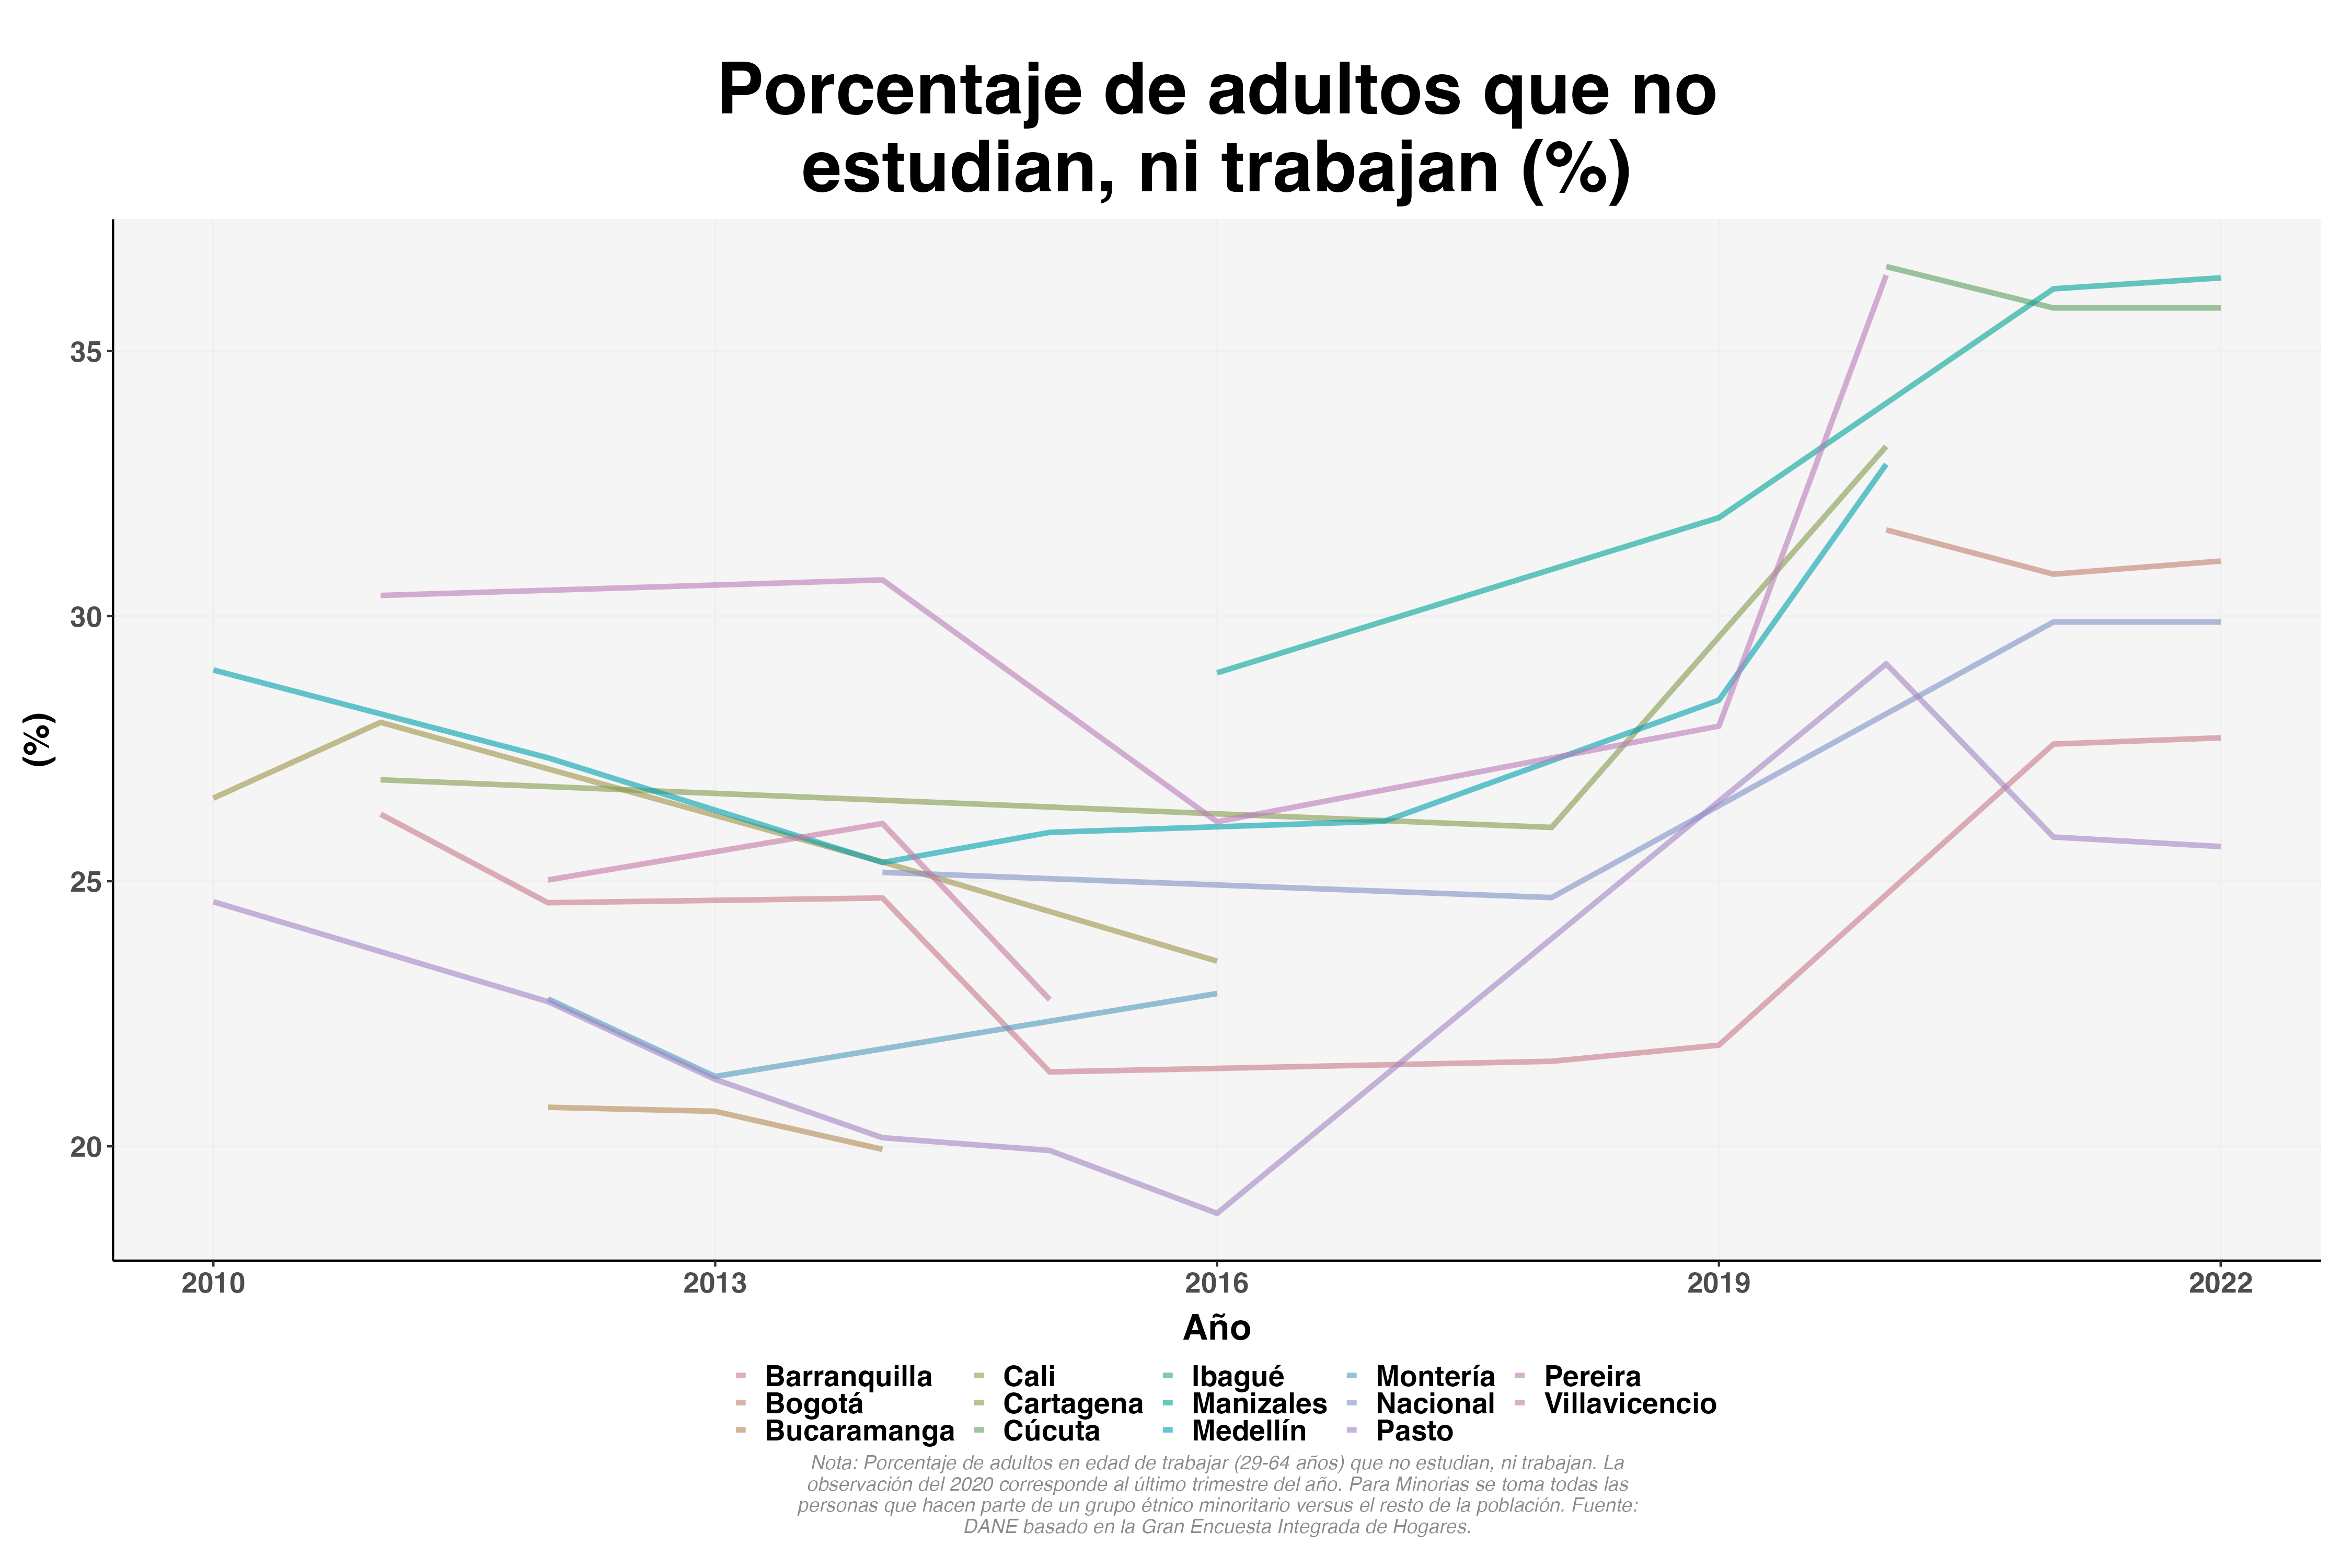 Porcentaje de adultos que no
estudian, ni trabajan (%)
(%)
35
30
25
20
2010 2013 2016 2019 2022
Año
Barranquilla Cali Ibagué Montería Pereira
Bogotá Cartagena Manizales Nacional Villavicencio
Bucaramanga Cúcuta Medellín Pasto
Nota: Porcentaje de adultos en edad de trabajar (29-64 años) que no estudian, ni trabajan. La
observación del 2020 corresponde al último trimestre del año. Para Minorias se toma todas las
personas que hacen parte de un grupo étnico minoritario versus el resto de la población. Fuente:
DANE basado en la Gran Encuesta Integrada de Hogares.